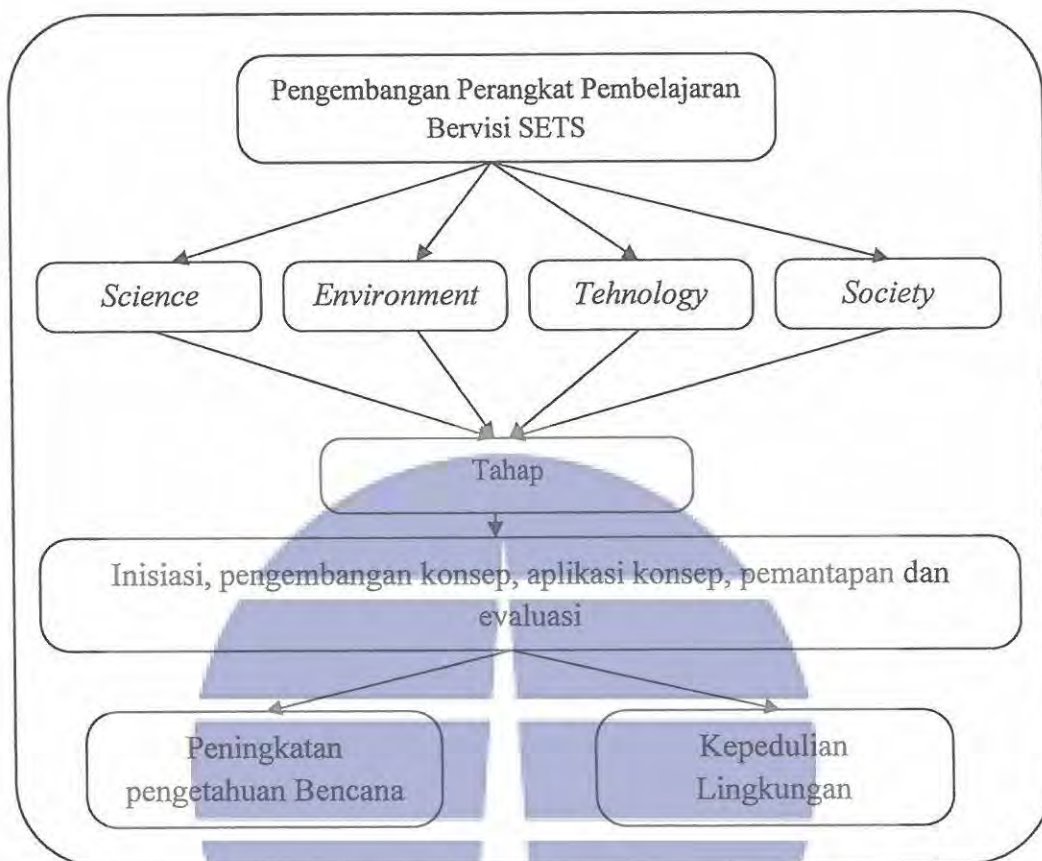 Pengembangan Perangkat Pembelajaran
Bervisi SETS
Science
Environment
Tehnology
Society
Tahap
Inisiasi, pengembangan konsep, aplikasi konsep, pemantapan dan
evaluasi
Peningkatan
pengetahuan Bencana
Kepedulian
Lingkungan